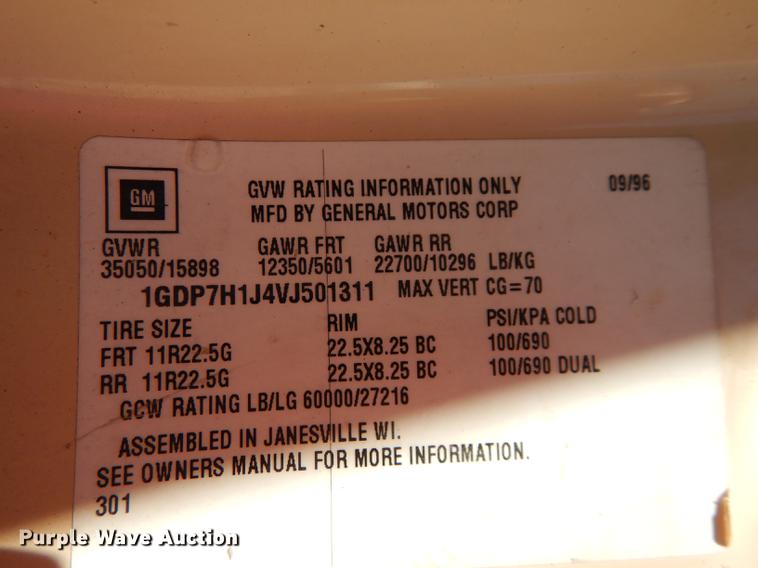 GM
GVW RATING INFORMATION ONLY 09/96
MFD BY GENERAL MOTORS CORP
GVWR GAWR FRT GAWR RR
35050/15898 12350/5601 22700/10296 LB/KG
1GDP7H1J4VJ501311 MAX VERT CG=70
TIRE SIZE RIM PSI/KPA COLD
FRT 11R22.5G 22.5X8.25 BC 100/690
RR 11R22.5G 22.5X8.25 BC 100/690 DUAL
GCW RATING LB/LG 60000/27216
ASSEMBLED IN JANESVILLE WI.
SEE OWNERS MANUAL FOR MORE INFORMATION.
301
Purple Wave Auction